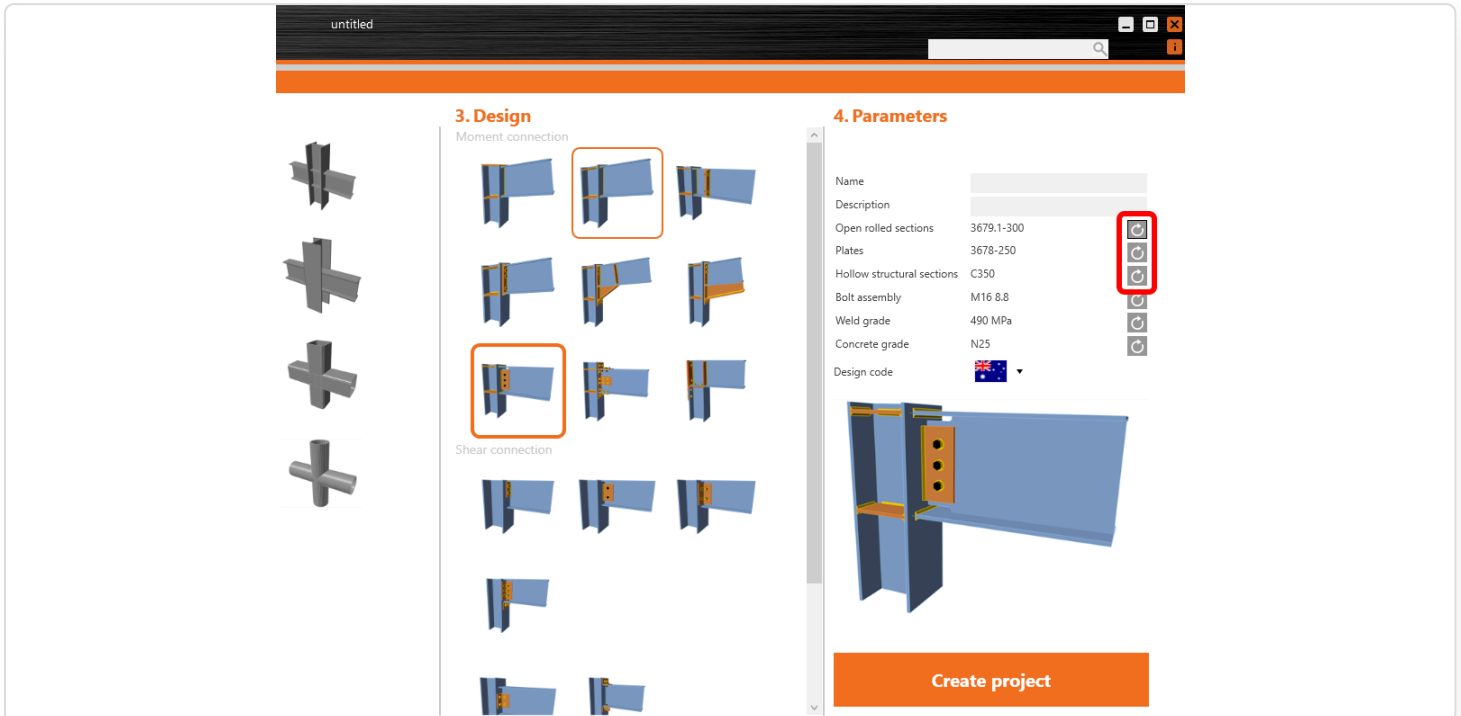 untitled
i
3. Design
Moment connection
Shear connection
4. Parameters
Name
Description
Open rolled sections 3679.1-300
Plates 3678-250
Hollow structural sections C350
Bolt assembly M16 8.8
Weld grade 490 MPa
Concrete grade N25
Design code
Create project